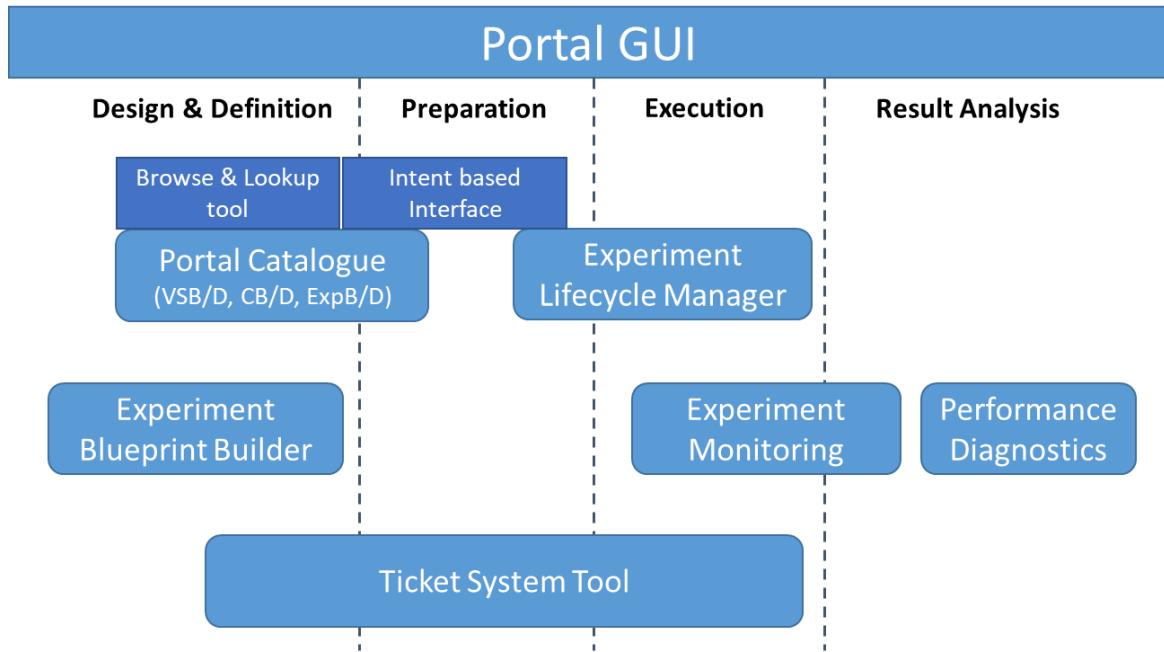 Portal GUI
Design & Definition
Preparation
Execution
Result Analysis
Browse & Lookup
tool
Intent based
Interface
Portal Catalogue
(VSB/D, CB/D, ExpB/D)
Experiment
Lifecycle Manager
Experiment
Blueprint Builder
Experiment
Monitoring
Performance
Diagnostics
Ticket System Tool